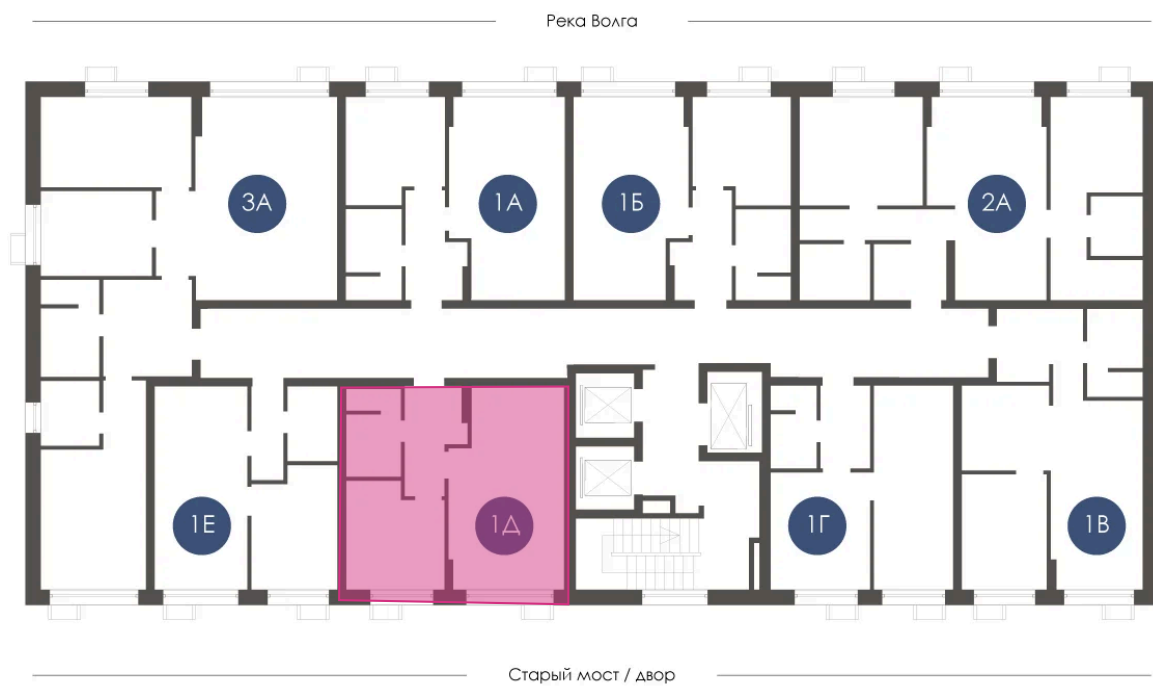 Река Волга
3А
1А
1Б
2А
1Е
1Д
1Г
1В
Старый мост / двор